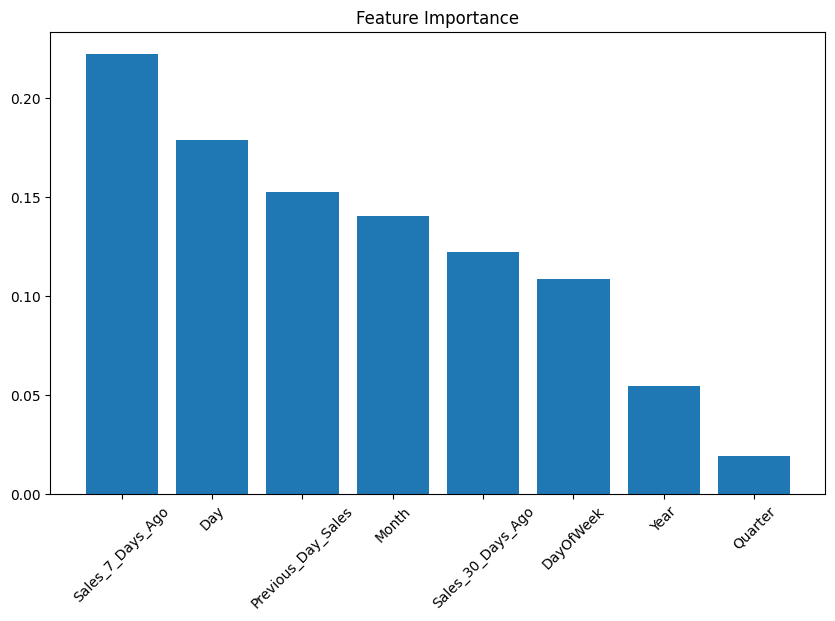 Feature Importance
0.20
0.15
0.10
0.05
0.00
Sales_7_Days_Ago
Day
Previous_Day_Sales
Month
Sales_30_Days_Ago
DayOfWeek
Year
Quarter